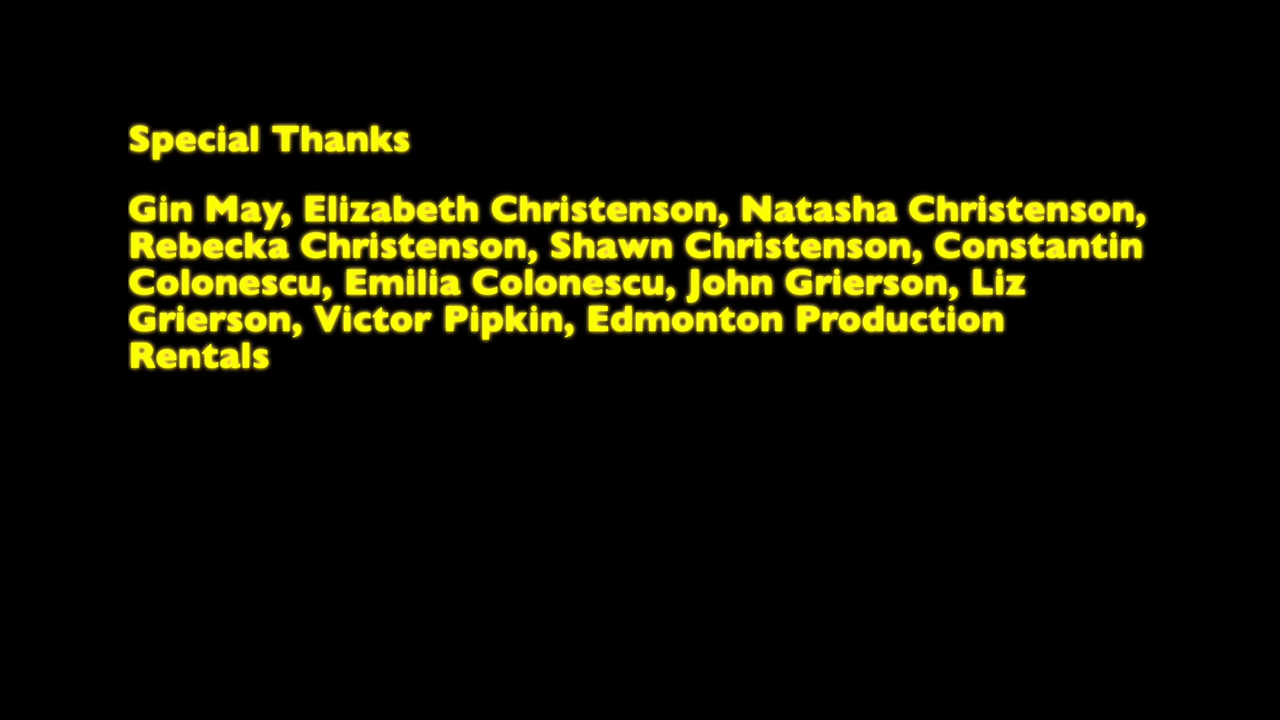 Special Thanks
Gin May, Elizabeth Christenson, Natasha Christenson,
Rebecka Christenson, Shawn Christenson, Constantin
Colonescu, Emilia Colonescu, John Grierson, Liz
Grierson, Victor Pipkin, Edmonton Production
Rentals